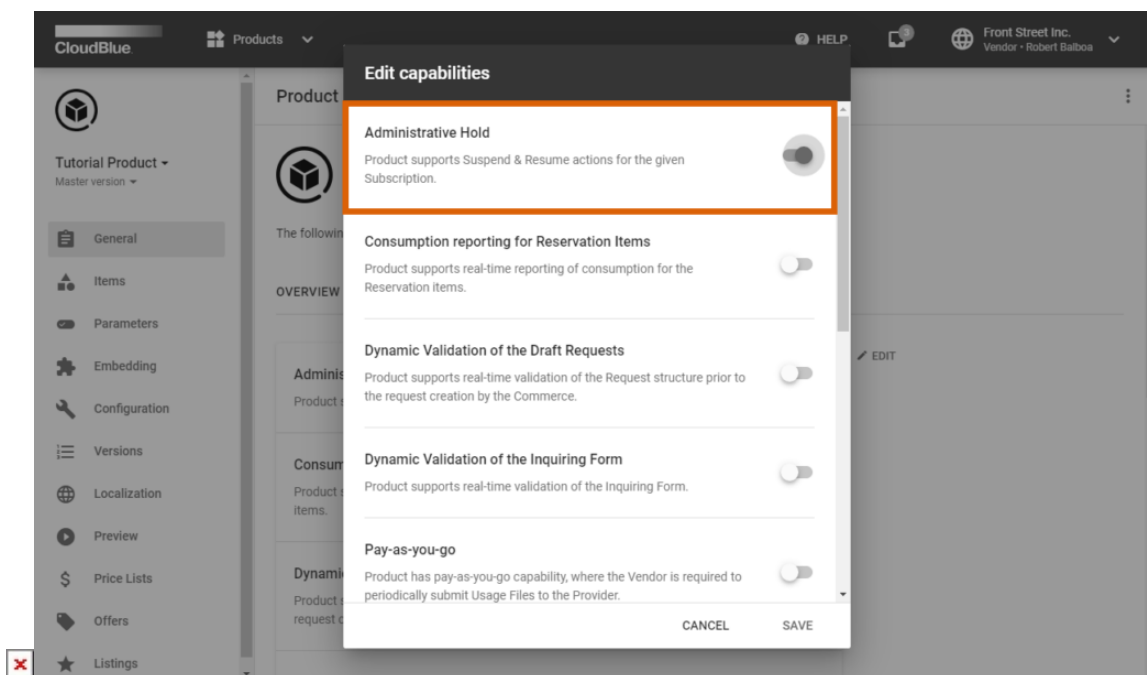 CloudBlue
Products
HELP
3
Front Street Inc.
Vendor • Robert Balboa
Tutorial Product
Master version
General
Items
Parameters
Embedding
Configuration
Versions
Localization
Preview
Price Lists
Offers
Listings
Product
The followin
OVERVIEW
EDIT
Adminis
Product s
Consum
Product s
items.
Dynami
Product s
request c
Edit capabilities
Administrative Hold
Product supports Suspend & Resume actions for the given
Subscription.
Consumption reporting for Reservation Items
Product supports real-time reporting of consumption for the
Reservation items.
Dynamic Validation of the Draft Requests
Product supports real-time validation of the Request structure prior to
the request creation by the Commerce.
Dynamic Validation of the Inquiring Form
Product supports real-time validation of the Inquiring Form.
Pay-as-you-go
Product has pay-as-you-go capability, where the Vendor is required to
periodically submit Usage Files to the Provider.
CANCEL SAVE